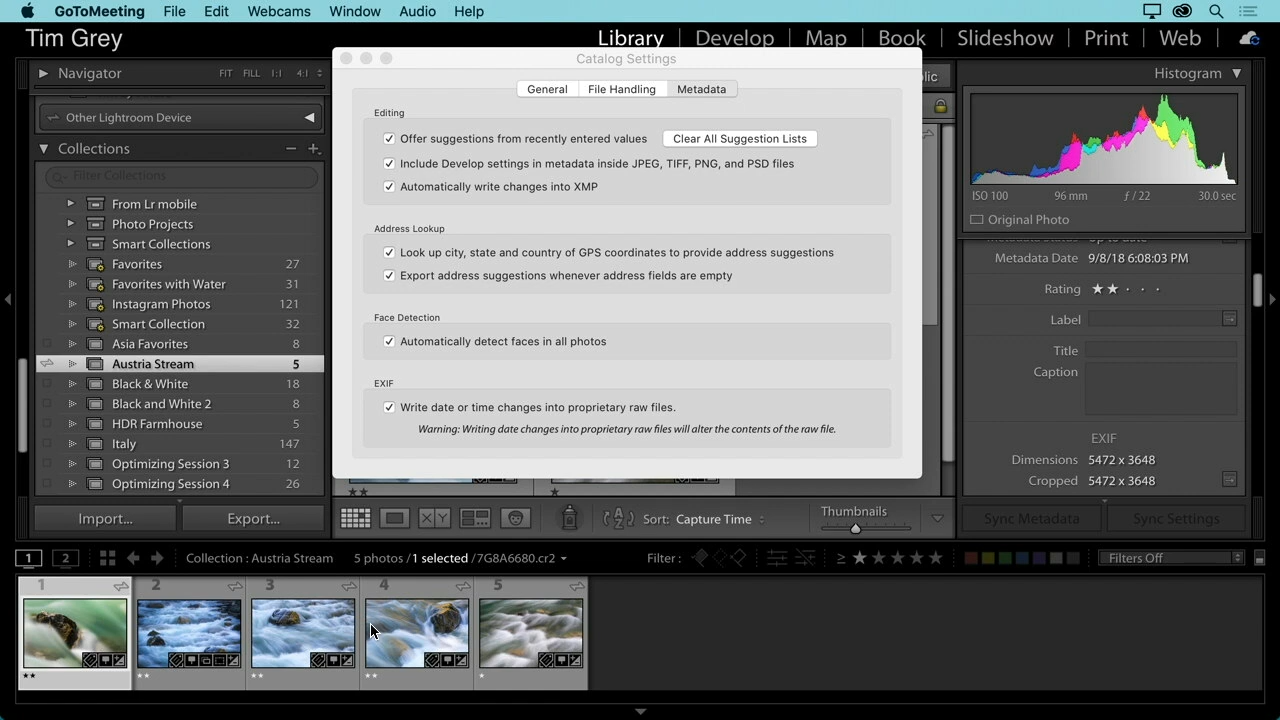 GoToMeeting File Edit Webcams Window Audio Help
Tim Grey
Library | Develop | Map | Book | Slideshow | Print | Web
Navigator FIT FILL 1:1 4:1
Other Lightroom Device
Collections
Filter Collections
From Lr mobile
Photo Projects
Smart Collections
Favorites 27
Favorites with Water 31
Instagram Photos 121
Smart Collection 32
Asia Favorites 8
Austria Stream 5
Black & White 18
Black and White 2 8
HDR Farmhouse 5
Italy 147
Optimizing Session 3 12
Optimizing Session 4 26
Import... Export...
Catalog Settings
General File Handling Metadata
Editing
Offer suggestions from recently entered values Clear All Suggestion Lists
Include Develop settings in metadata inside JPEG, TIFF, PNG, and PSD files
Automatically write changes into XMP
Address Lookup
Look up city, state and country of GPS coordinates to provide address suggestions
Export address suggestions whenever address fields are empty
Face Detection
Automatically detect faces in all photos
EXIF
Write date or time changes into proprietary raw files.
Warning: Writing date changes into proprietary raw files will alter the contents of the raw file.
lic
Histogram
ISO 100 96 mm ƒ / 22 30.0 sec
Original Photo
Metadata Date 9/8/18 6:08:03 PM
Rating
Label
Title
Caption
EXIF
Dimensions 5472 x 3648
Cropped 5472 x 3648
Sync Metadata Sync Settings
X Y Sort: Capture Time Thumbnails
1 2 Collection : Austria Stream 5 photos / 1 selected / 7G8A6680.cr2 Filter : ≥ Filters Off
1 2 3 4 5